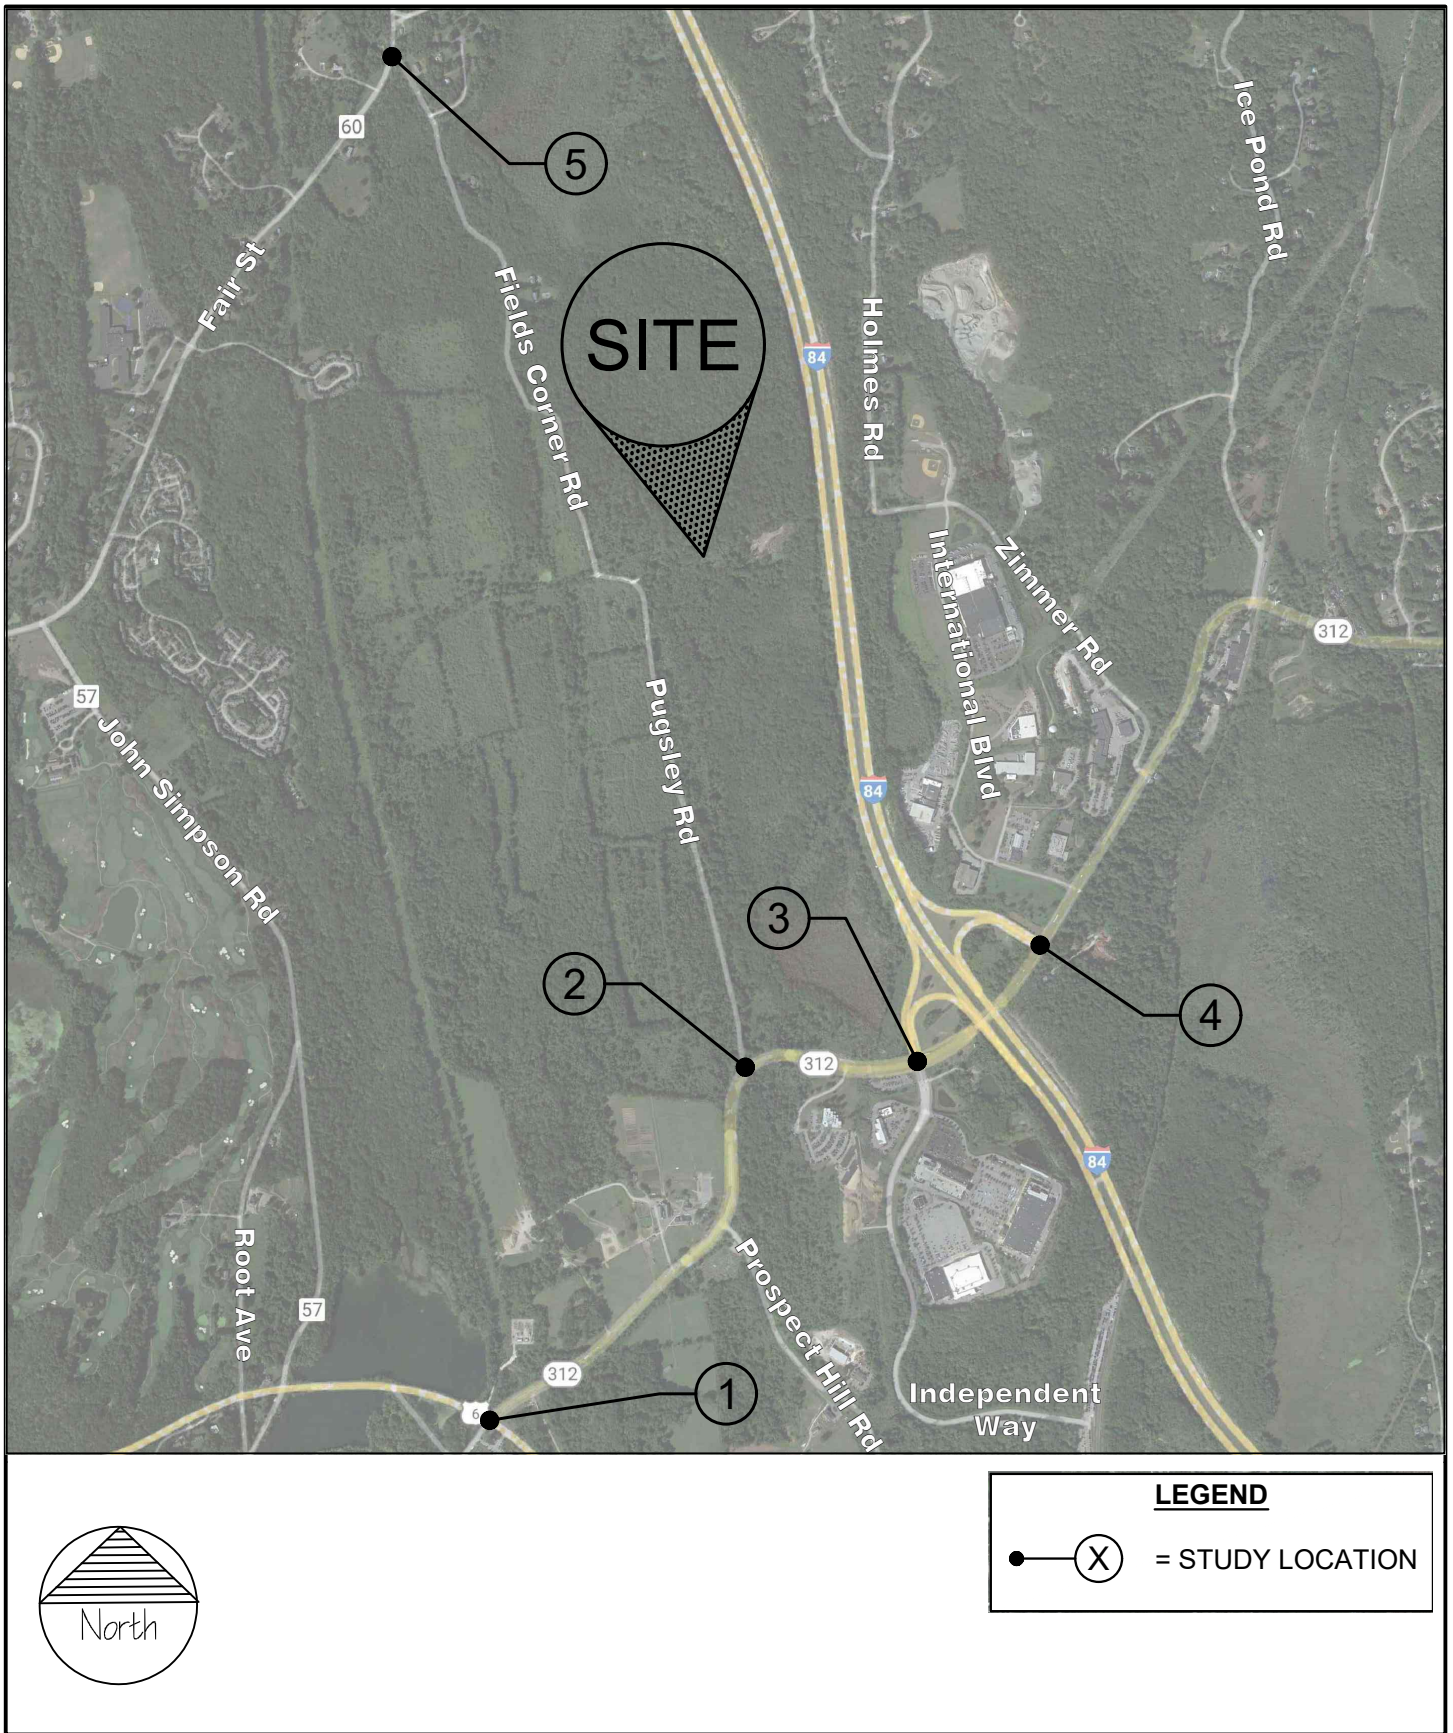 5
60
Ice Pond Rd
Fair St
Fields Corner Rd
SITE
84
Holmes Rd
International Blvd
Zimmer Rd
312
57
John Simpson Rd
Pugsley Rd
84
3
2
4
312
84
Root Ave
57
Prospect Hill Rd
312
1
6
Independent
Way
LEGEND
X = STUDY LOCATION
North